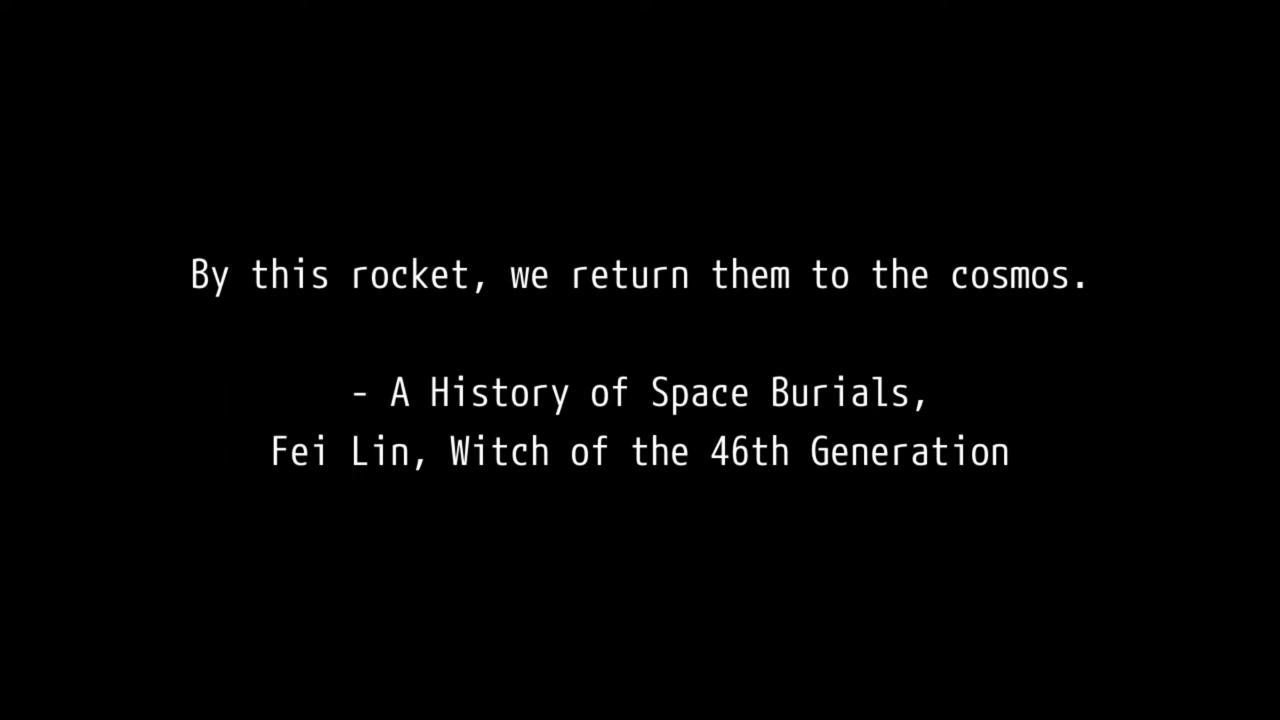 By this rocket, we return them to the cosmos.
- A History of Space Burials,
Fei Lin, Witch of the 46th Generation